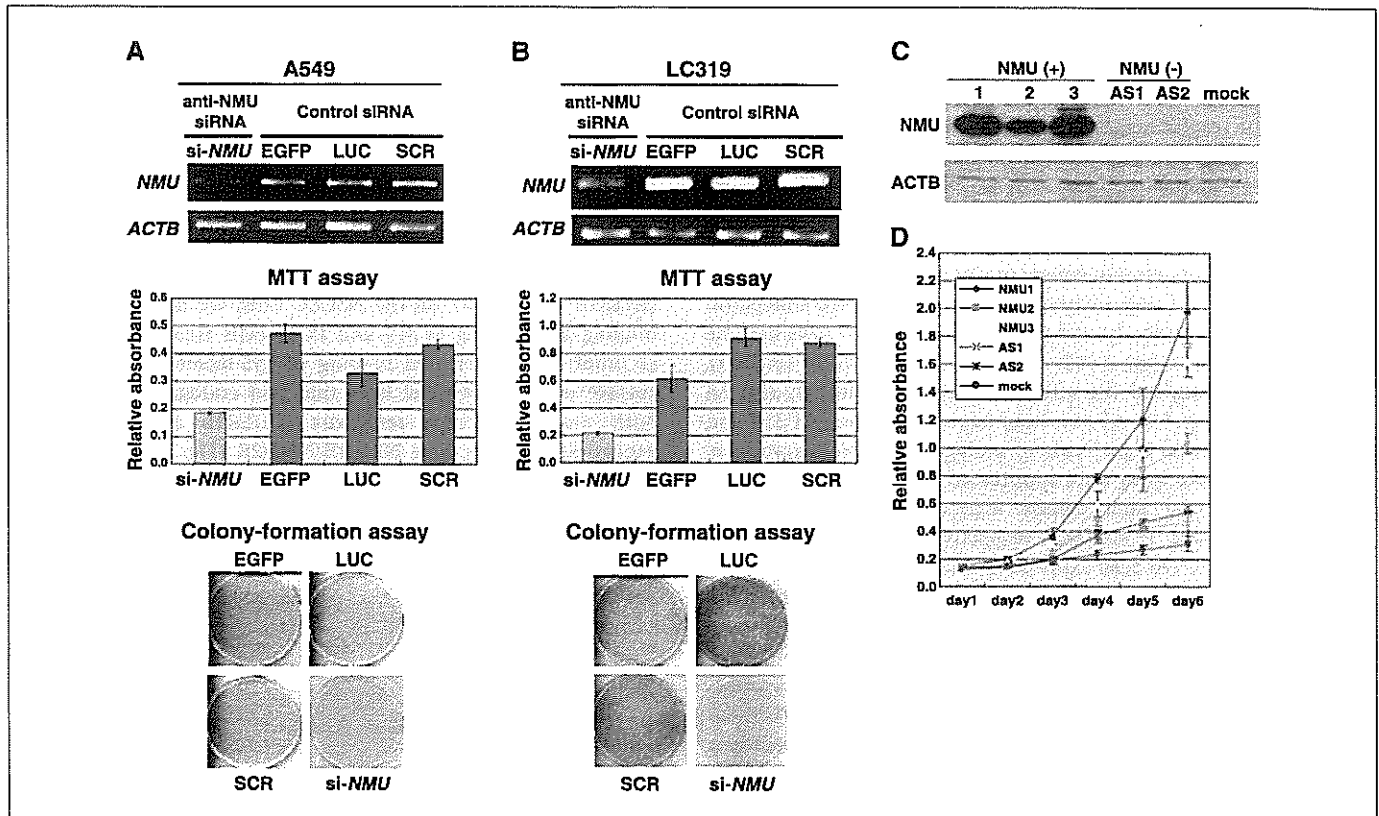 A
A549
anti-NMU
siRNA
Control siRNA
si-NMU EGFP LUC SCR
NMU
ACTB
MTT assay
Relative absorbance
0.6
0.5
0.4
0.3
0.2
0.1
0.0
si-NMU EGFP LUC SCR
Colony-formation assay
EGFP LUC
SCR si-NMU
B
LC319
anti-NMU
siRNA
Control siRNA
si-NMU EGFP LUC SCR
NMU
ACTB
MTT assay
Relative absorbance
1.2
1.0
0.8
0.6
0.4
0.2
0.0
si-NMU EGFP LUC SCR
Colony-formation assay
EGFP LUC
SCR si-NMU
C
NMU (+) NMU (-)
1 2 3 AS1 AS2 mock
NMU
ACTB
D
Relative absorbance
2.4
2.2
2.0
1.8
1.6
1.4
1.2
1.0
0.8
0.6
0.4
0.2
0.0
NMU1
NMU2
NMU3
AS1
AS2
mock
day1 day2 day3 day4 day5 day6